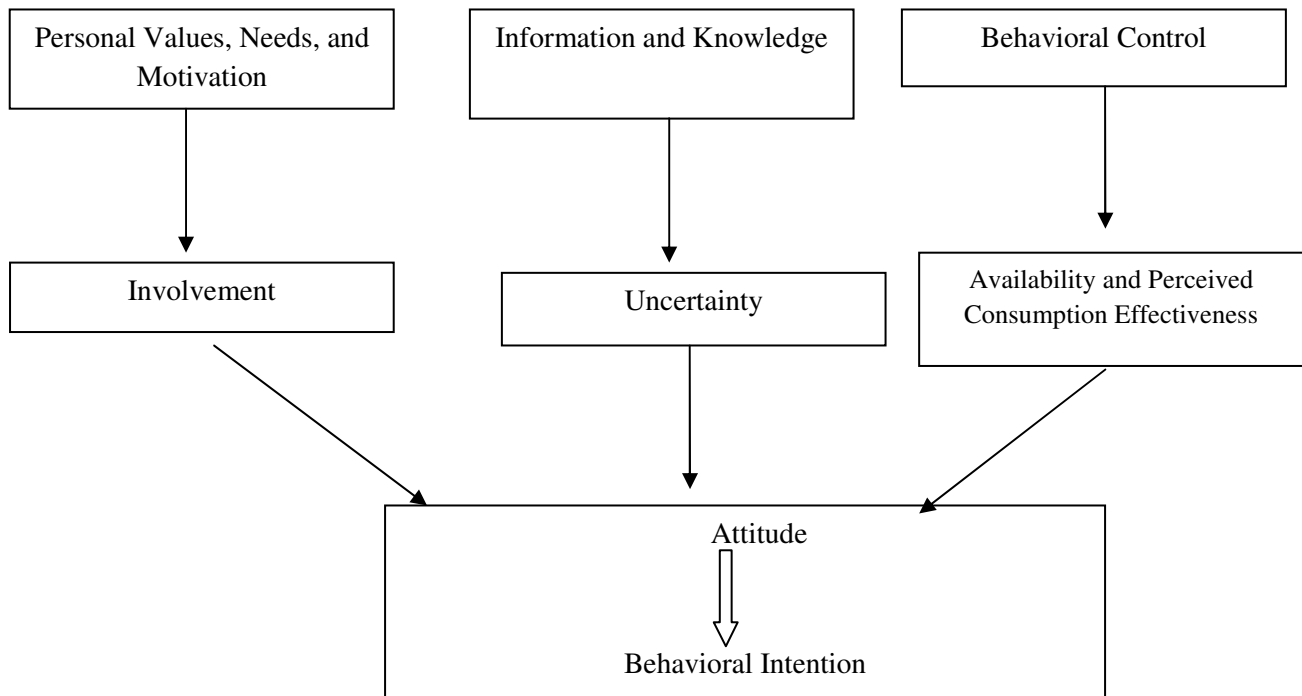 Personal Values, Needs, and
Motivation
Information and Knowledge
Behavioral Control
Involvement
Uncertainty
Availability and Perceived
Consumption Effectiveness
Attitude
Behavioral Intention